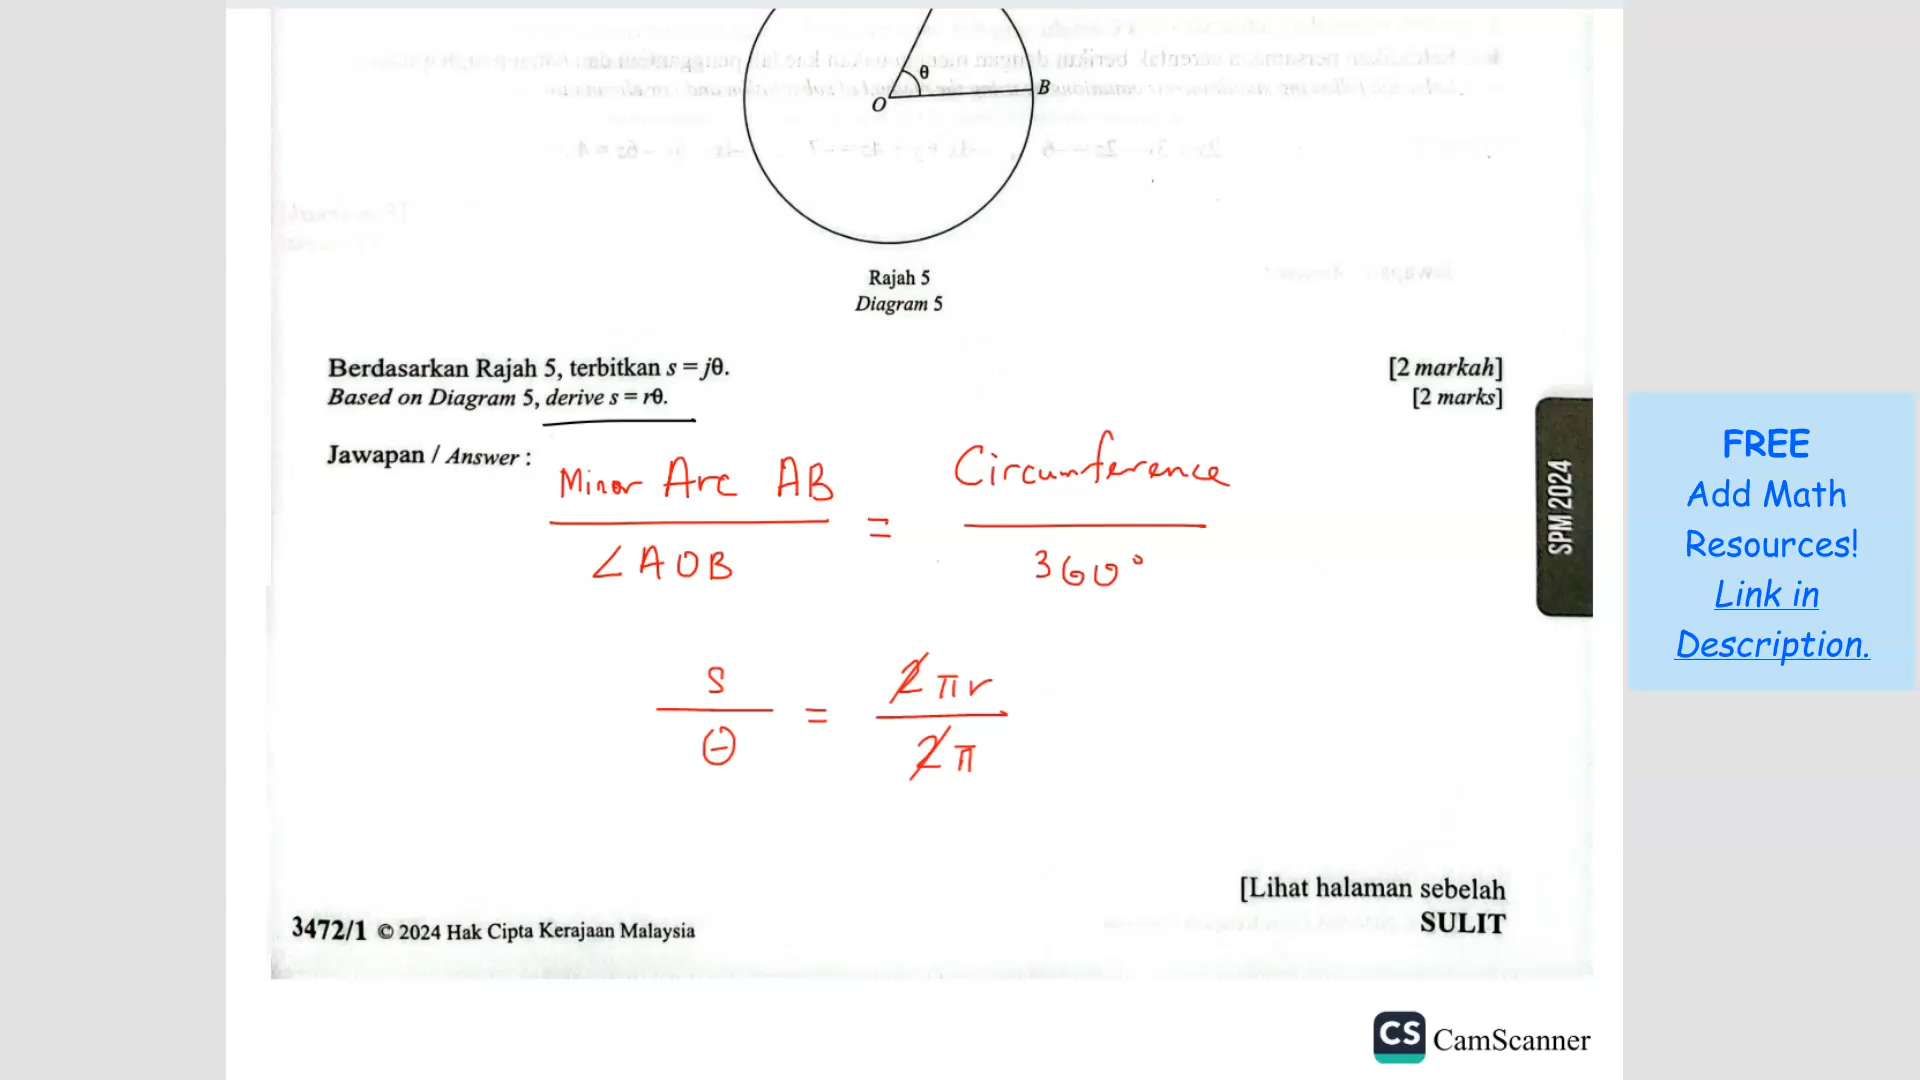 θ
O
B
Rajah 5
Diagram 5
Berdasarkan Rajah 5, terbitkan s = jθ.
[2 markah]
Based on Diagram 5, derive s = rθ.
[2 marks]
Jawapan / Answer :
Minor Arc AB / ∠AOB = Circumference / 360°
s / θ = 2πr / 2π
SPM 2024
FREE
Add Math
Resources!
Link in
Description.
[Lihat halaman sebelah
3472/1 © 2024 Hak Cipta Kerajaan Malaysia
SULIT
CS CamScanner